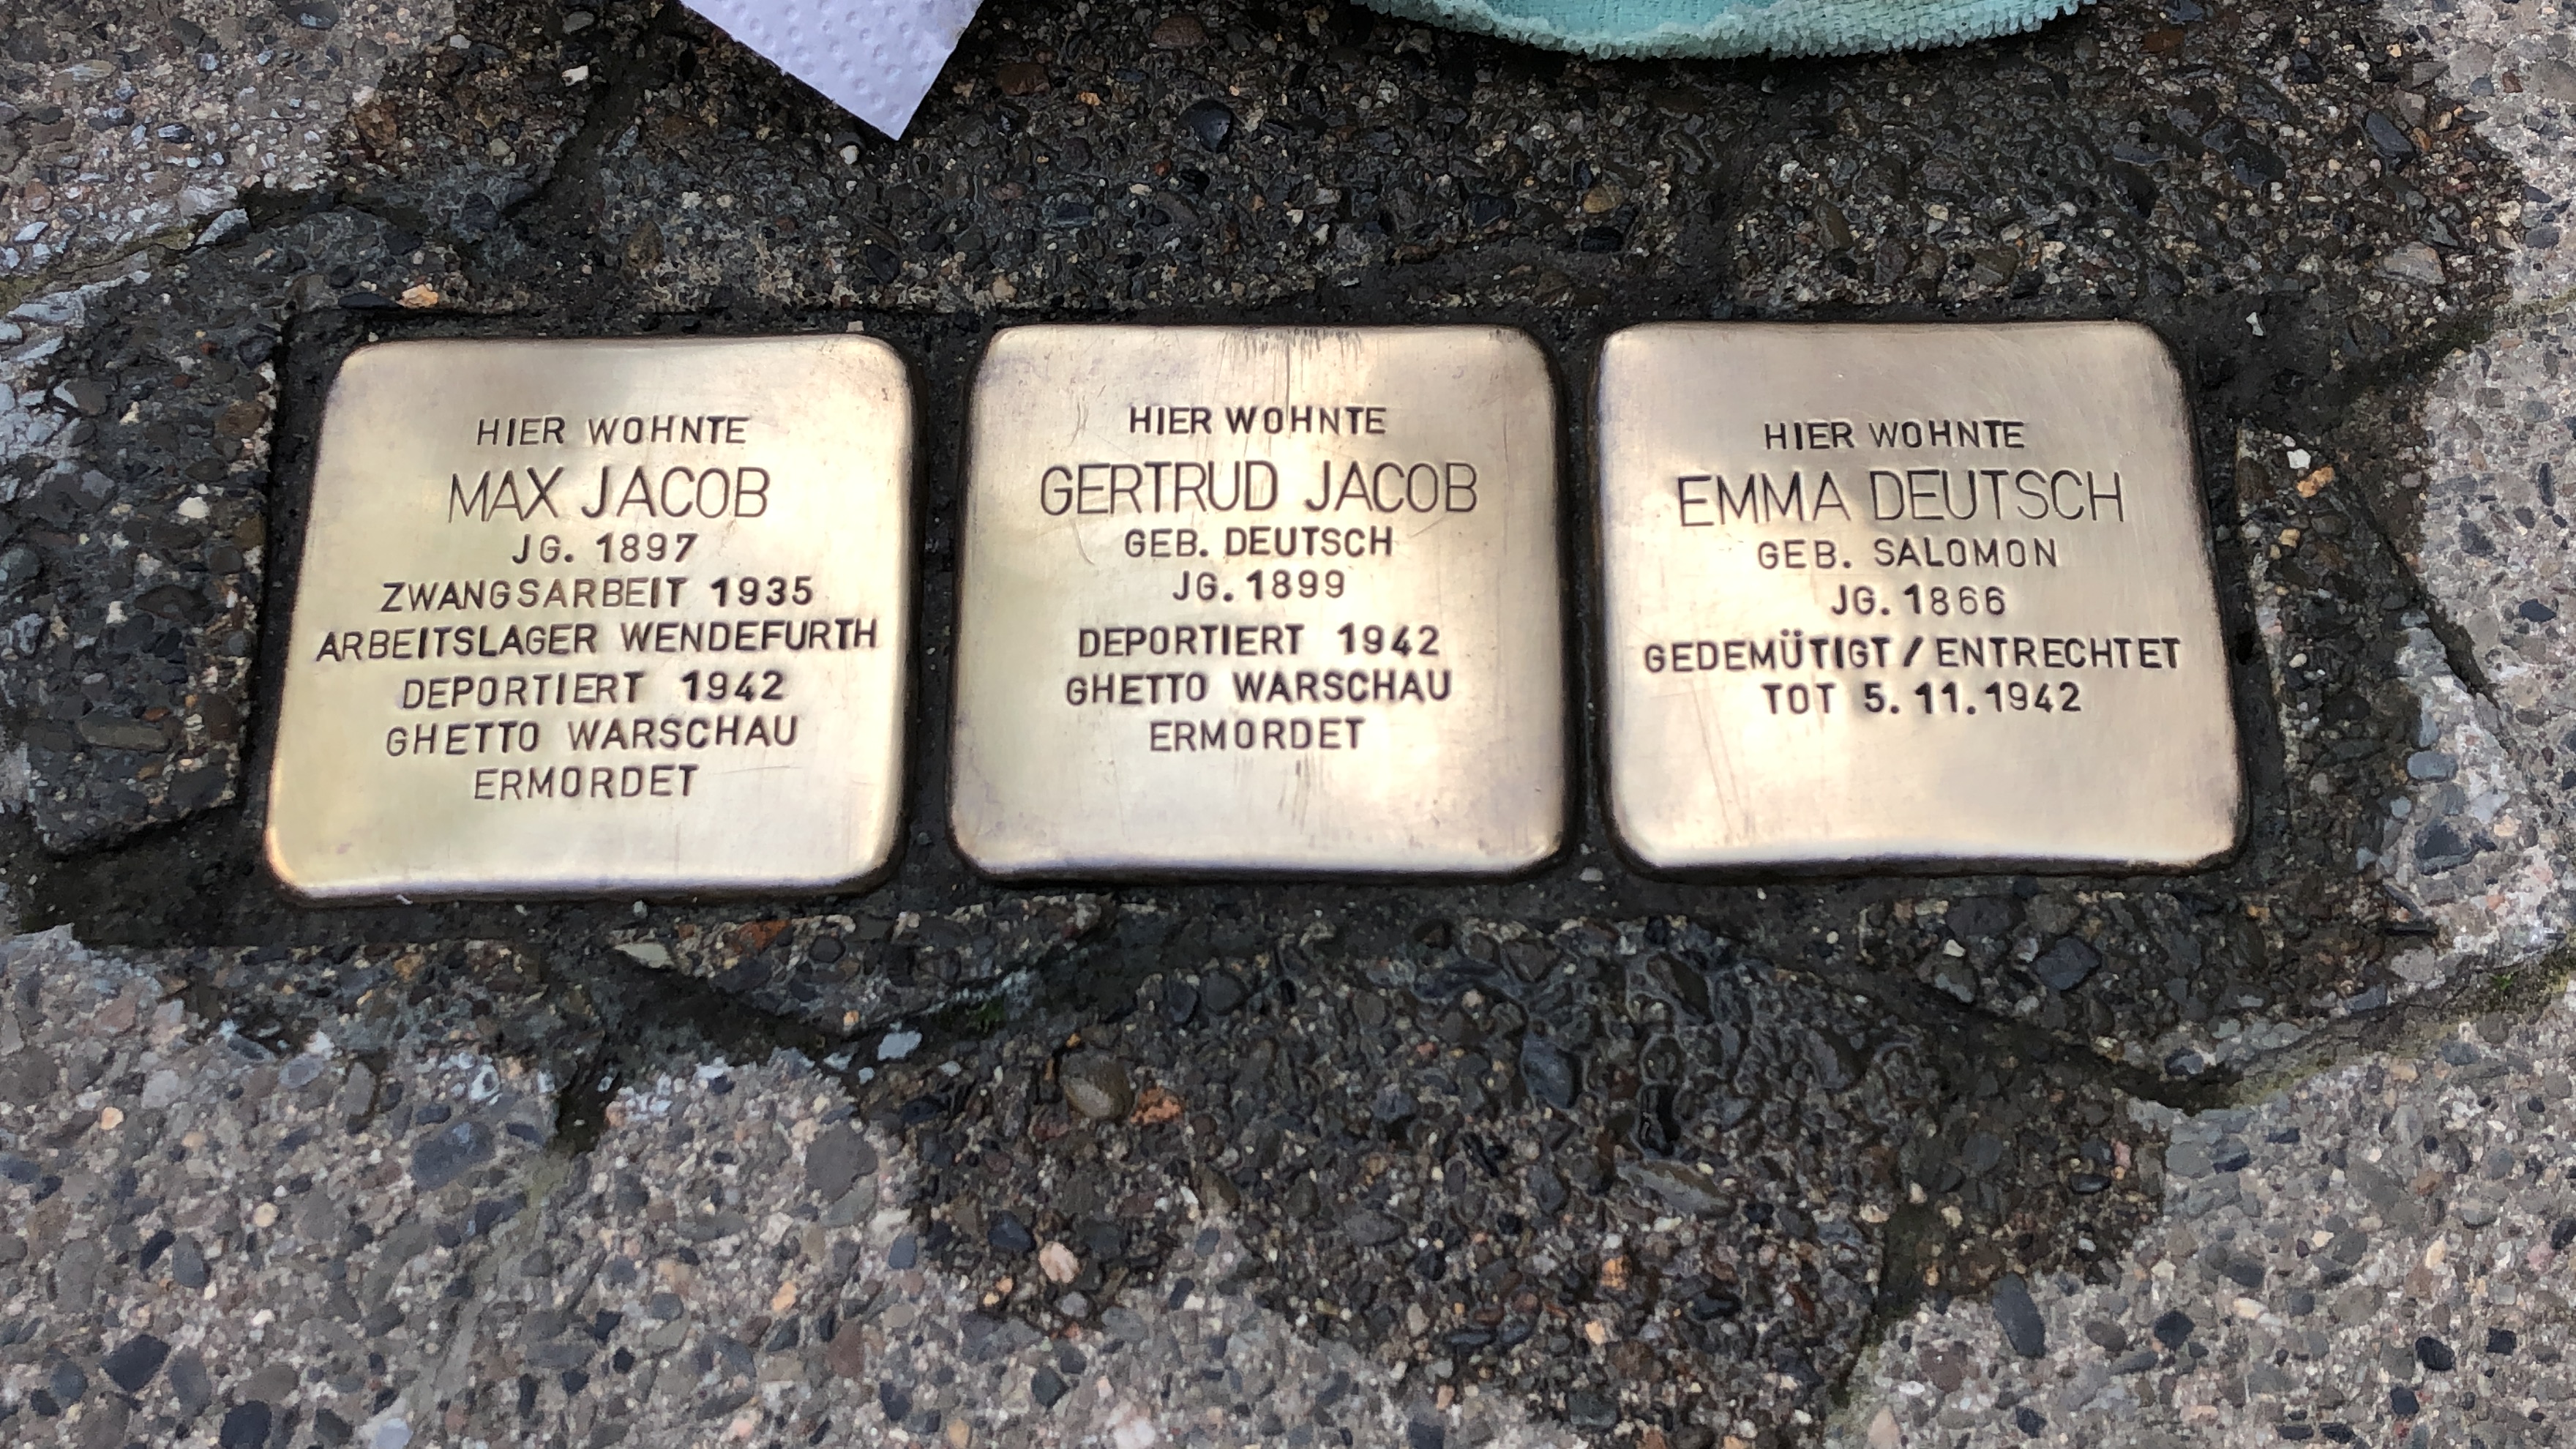 HIER WOHNTE
MAX JACOB
JG. 1897
ZWANGSARBEIT 1935
ARBEITSLAGER WENDEFURTH
DEPORTIERT 1942
GHETTO WARSCHAU
ERMORDET
HIER WOHNTE
GERTRUD JACOB
GEB. DEUTSCH
JG. 1899
DEPORTIERT 1942
GHETTO WARSCHAU
ERMORDET
HIER WOHNTE
EMMA DEUTSCH
GEB. SALOMON
JG. 1866
GEDEMÜTIGT / ENTRECHTET
TOT 5. 11. 1942